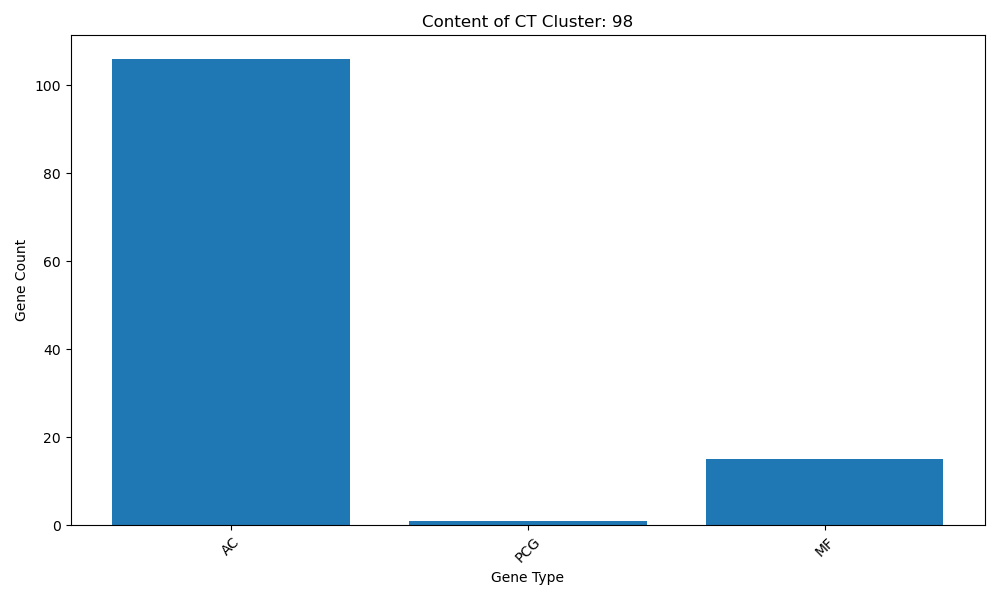 Content of CT Cluster: 98
Gene Count
100
80
60
40
20
0
AC
PCG
MF
Gene Type